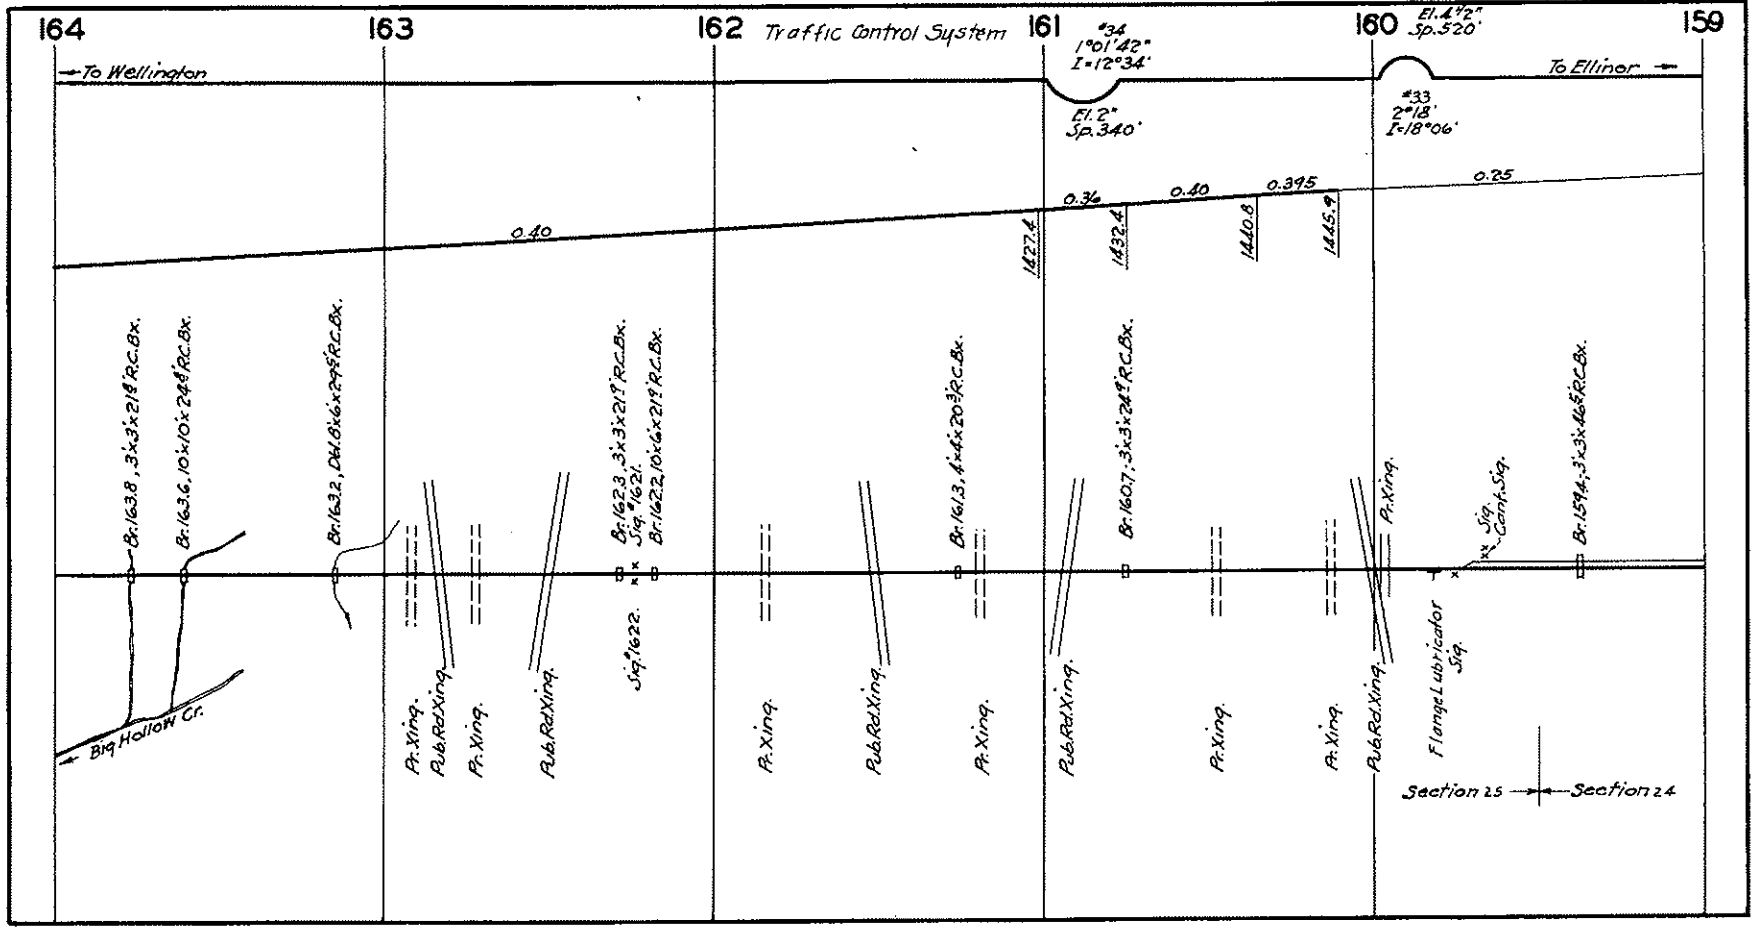 164
163
162
Traffic Control System
161
160
159
#34
1°01'42"
I=12°34'
El. 4½"
Sp. 520'
← To Wellington
To Ellinor →
El. 2"
Sp. 340'
#33
2°18'
I=18°06'
0.40
0.36
0.40
0.395
0.25
1427.4
1432.4
1440.8
1445.9
Br. 163.8, 3'x3'x21⁸' R.C.Bx.
Br. 163.6, 10'x10'x24⁸' R.C.Bx.
Br. 163.2, Dbl. 8'x6'x29⁵' R.C.Bx.
Br. 162.3, 3'x3'x21⁹' R.C.Bx.
Sig. #1621.
Br. 162.2, 10'x6'x21⁹' R.C.Bx.
Br. 161.3, 4'x4'x20³' R.C.Bx.
Br. 160.7, 3'x3'x24⁹' R.C.Bx.
Pr. Xing.
Sig.
Cant. Sig.
Br. 159.4, 3'x3'x46⁵' R.C.Bx.
Big Hollow Cr.
Pr. Xing.
Pub. Rd. Xing.
Pr. Xing.
Pub. Rd. Xing.
Sig. #1622.
Pr. Xing.
Pub. Rd. Xing.
Pr. Xing.
Pub. Rd. Xing.
Pr. Xing.
Pr. Xing.
Pub. Rd. Xing.
Flange Lubricator
Sig.
Section 25 → ← Section 24